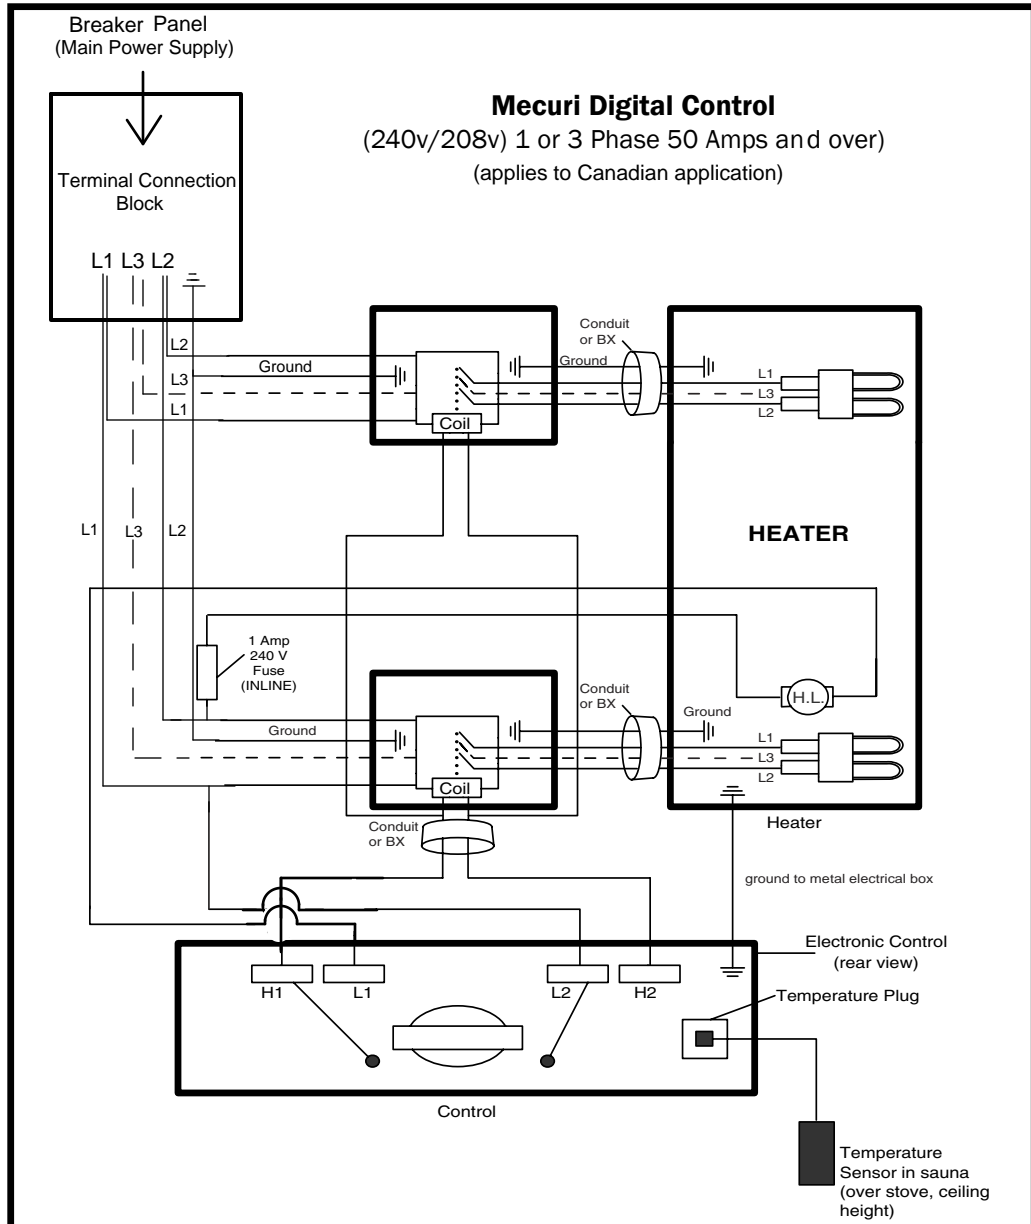 Breaker Panel
(Main Power Supply)
Mecuri Digital Control
(240v/208v) 1 or 3 Phase 50 Amps and over)
(applies to Canadian application)
Terminal Connection
Block
L1 L3 L2
L2
Ground
L3
L1
Coil
Conduit
or BX
Ground
L1
L3
L2
L1
L3
L2
HEATER
1 Amp
240 V
Fuse
(INLINE)
H.L.
Ground
Coil
Conduit
or BX
Ground
L1
L3
L2
Heater
Conduit
or BX
ground to metal electrical box
Electronic Control
(rear view)
H1
L1
L2
H2
Temperature Plug
Control
Temperature
Sensor in sauna
(over stove, ceiling
height)